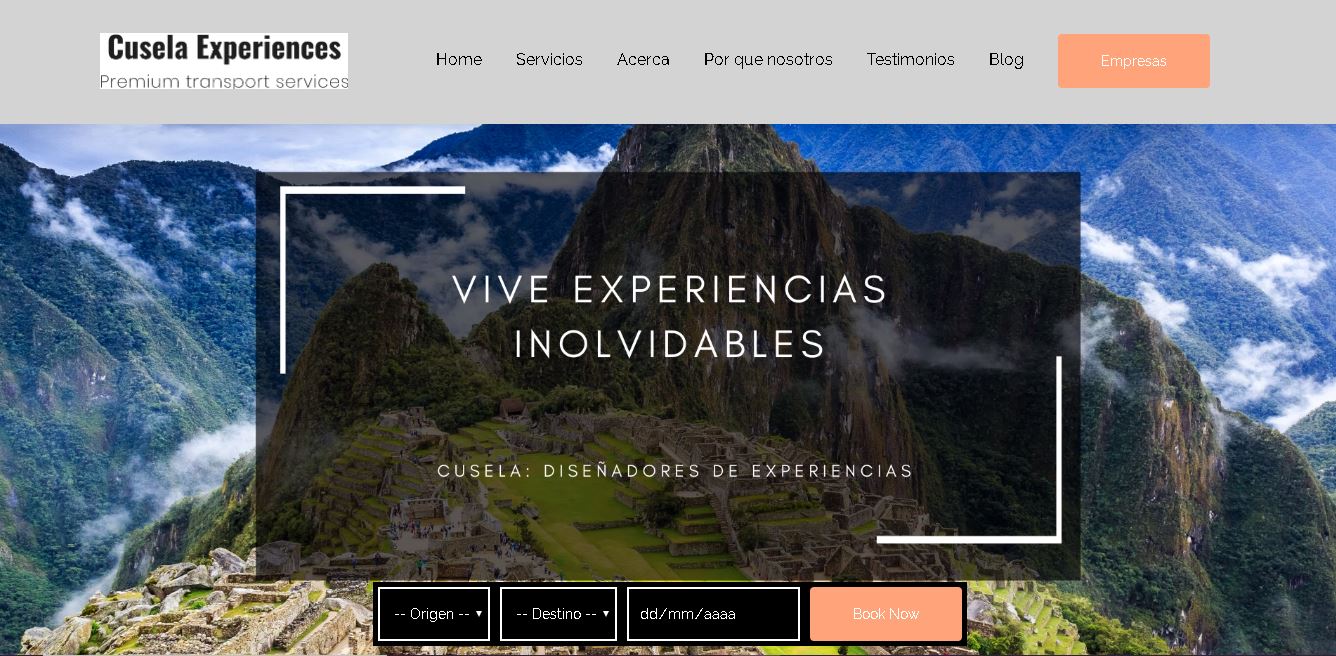 Cusela Experiences
Premium transport services
Home Servicios Acerca Por que nosotros Testimonios Blog Empresas
VIVE EXPERIENCIAS
INOLVIDABLES
CUSELA: DISEÑADORES DE EXPERIENCIAS
-- Origen -- -- Destino -- dd/mm/aaaa Book Now